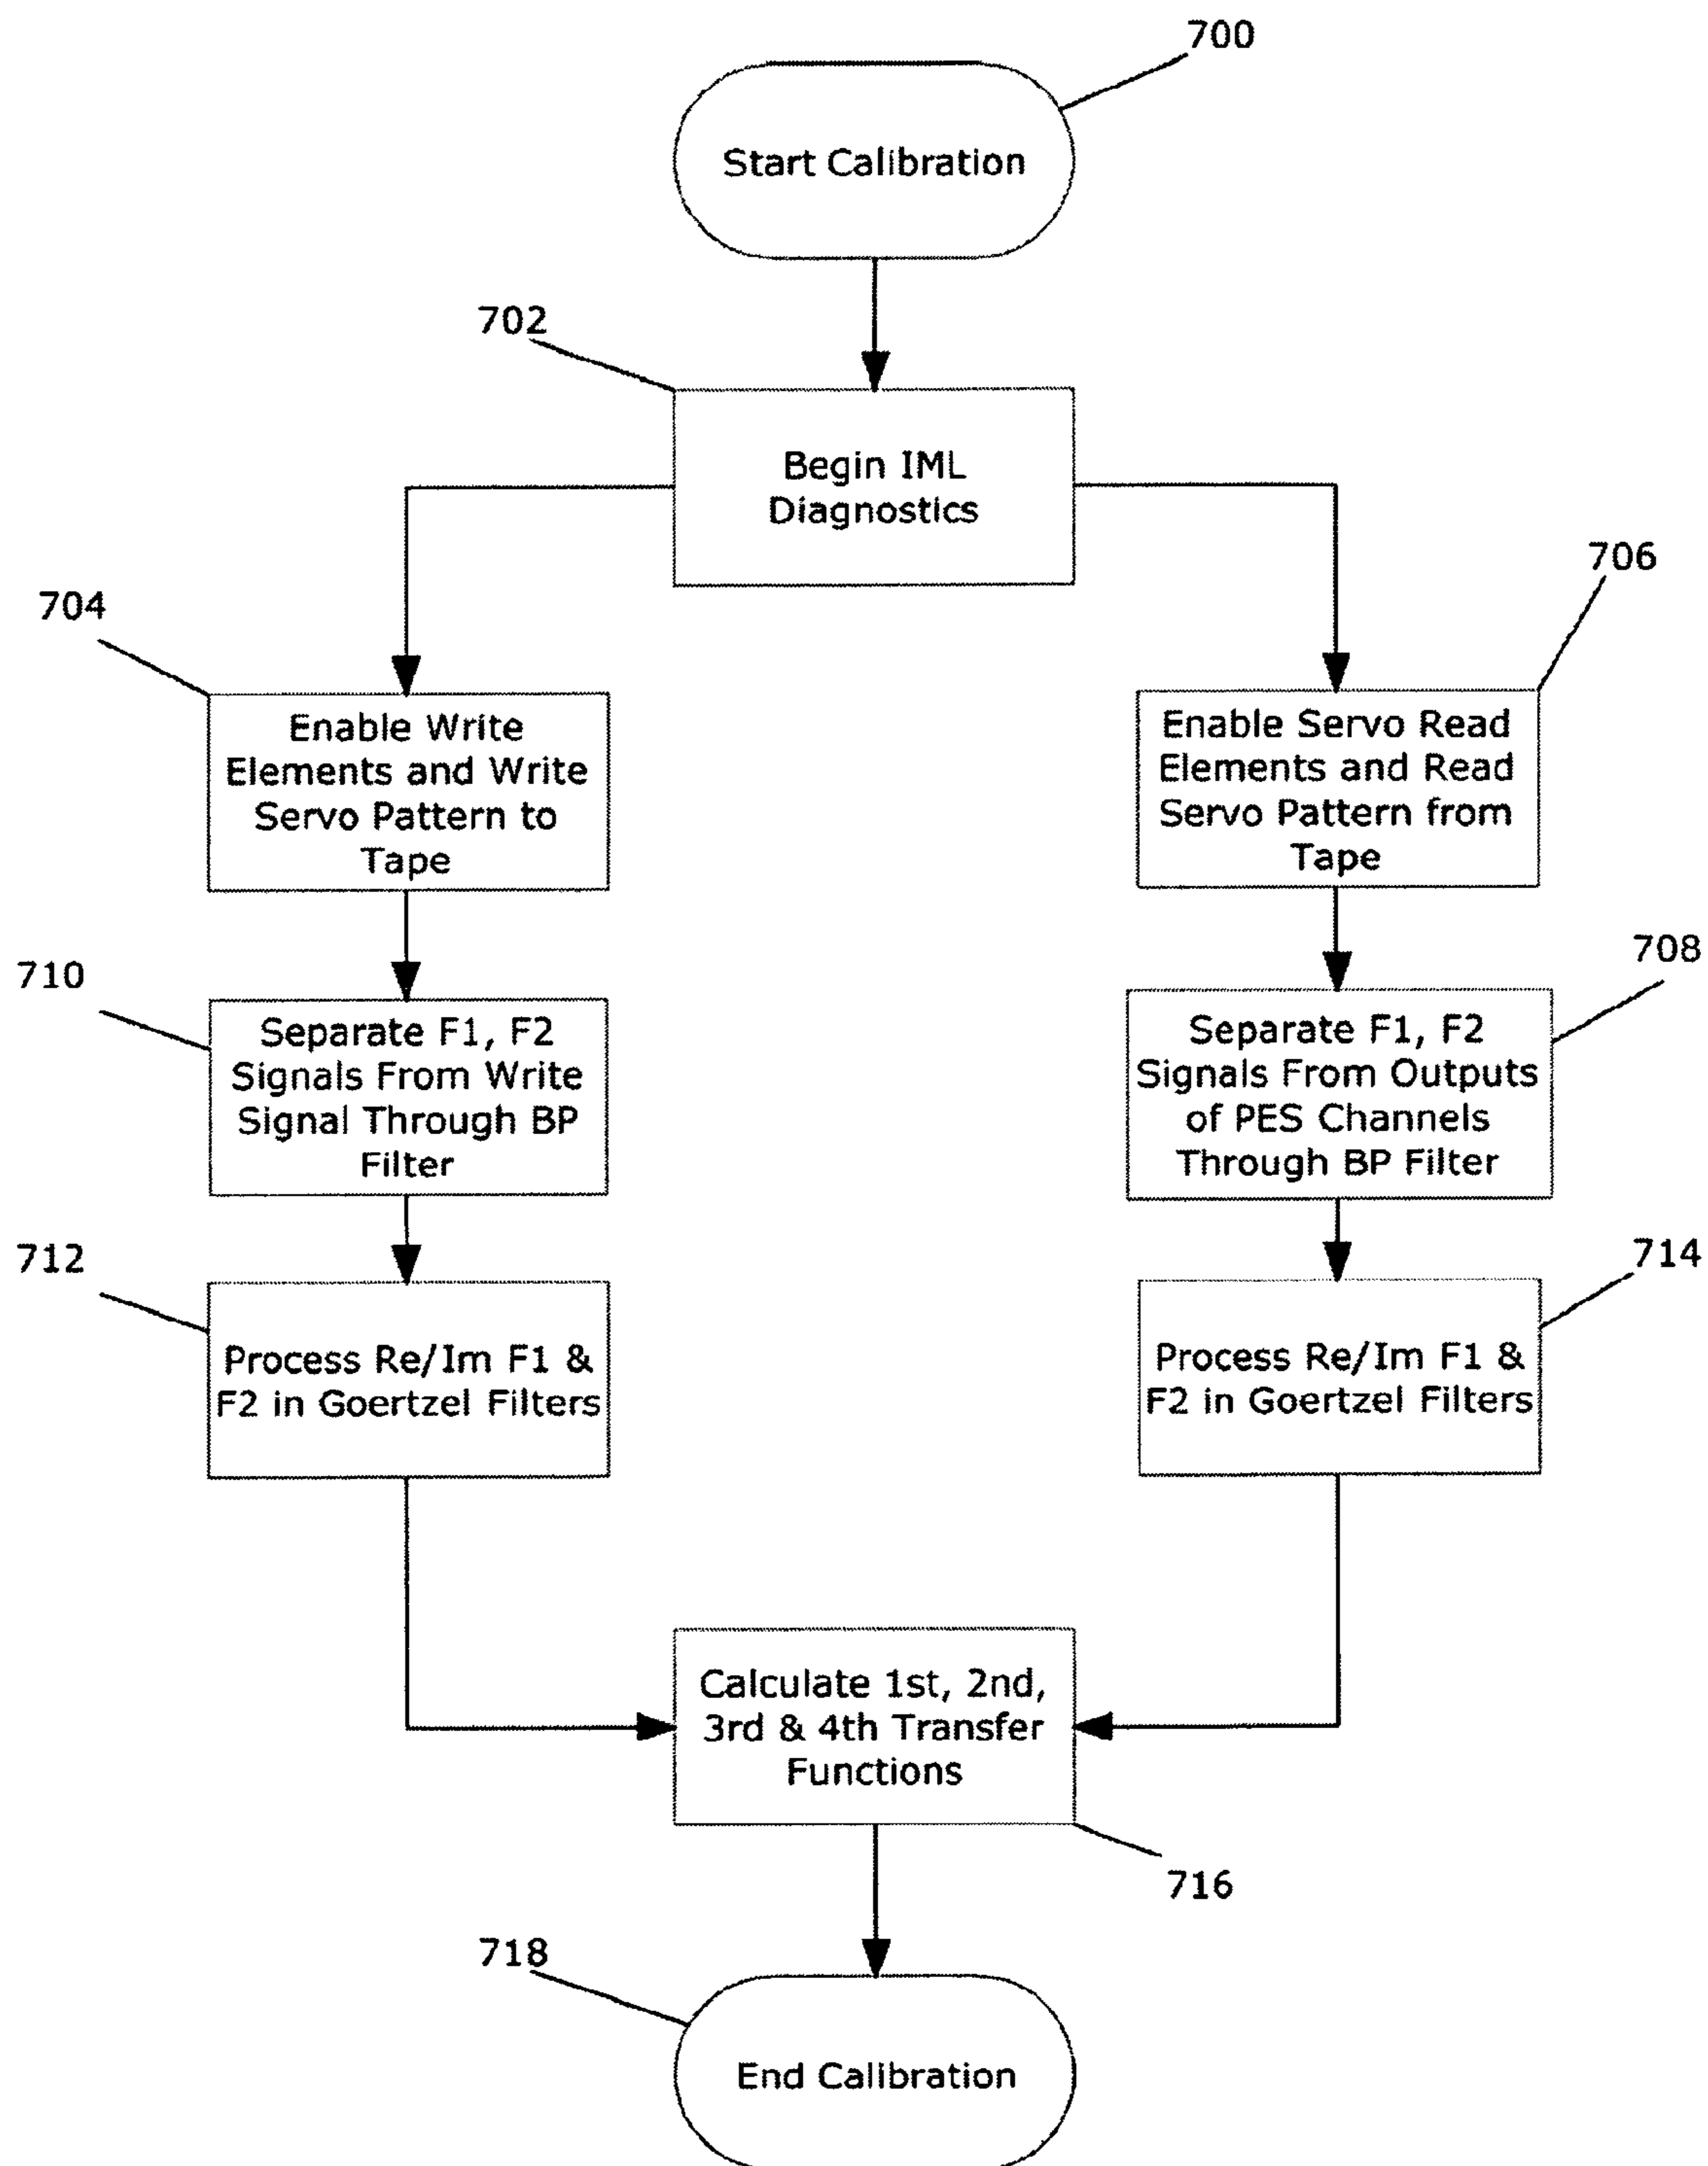 700
Start Calibration
702
Begin IML
Diagnostics
704
706
Enable Write
Elements and Write
Servo Pattern to
Tape
Enable Servo Read
Elements and Read
Servo Pattern from
Tape
710
708
Separate F1, F2
Signals From Write
Signal Through BP
Filter
Separate F1, F2
Signals From Outputs
of PES Channels
Through BP Filter
712
714
Process Re/Im F1 &
F2 in Goertzel Filters
Process Re/Im F1 &
F2 in Goertzel Filters
Calculate 1st, 2nd,
3rd & 4th Transfer
Functions
716
718
End Calibration